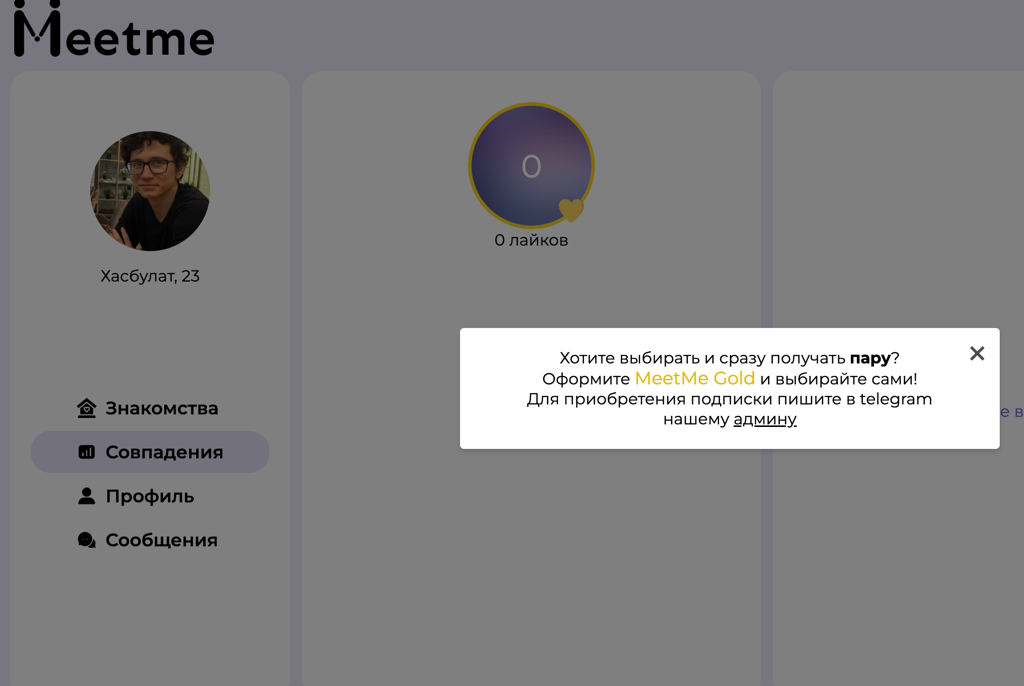 Meetme
Хасбулат, 23
Знакомства
Совпадения
Профиль
Сообщения
0
0 лайков
Хотите выбирать и сразу получать пару?
Оформите MeetMe Gold и выбирайте сами!
Для приобретения подписки пишите в telegram
нашему админу